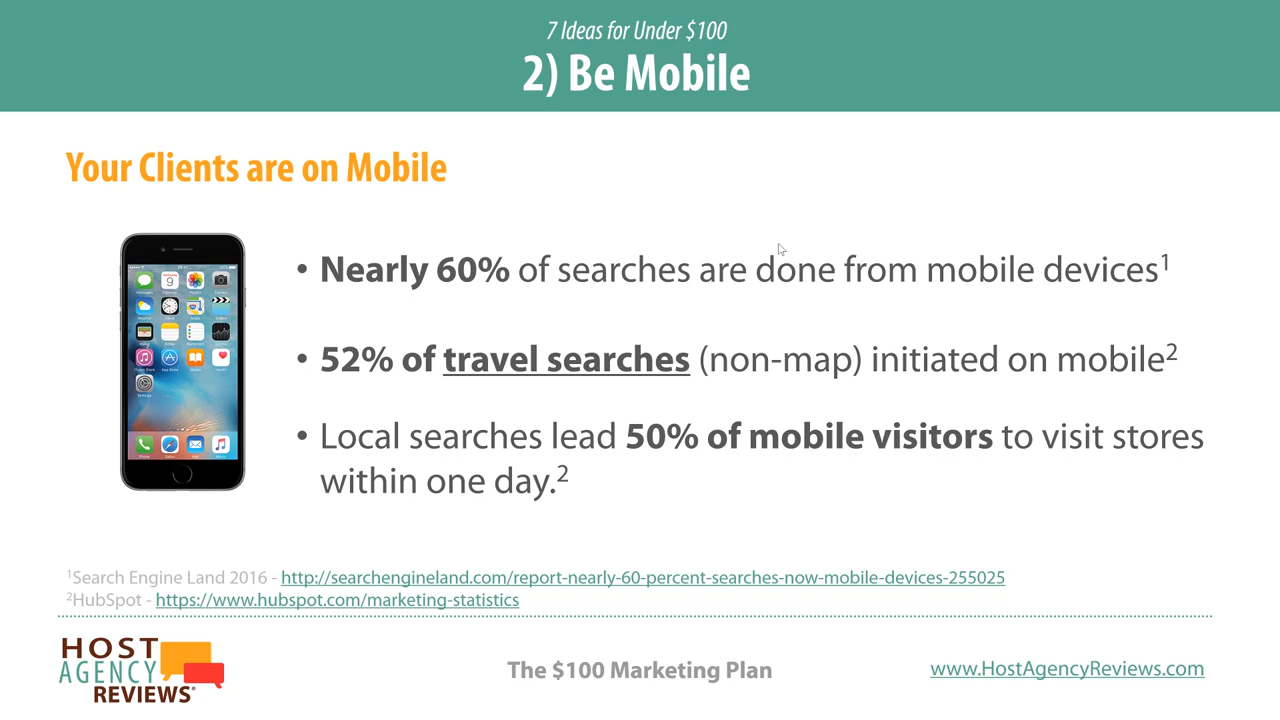 7 Ideas for Under $100
2) Be Mobile
Your Clients are on Mobile
• Nearly 60% of searches are done from mobile devices¹
• 52% of travel searches (non-map) initiated on mobile²
• Local searches lead 50% of mobile visitors to visit stores
within one day.²
¹Search Engine Land 2016 - http://searchengineland.com/report-nearly-60-percent-searches-now-mobile-devices-255025
²HubSpot - https://www.hubspot.com/marketing-statistics
HOST
AGENCY
REVIEWS®
The $100 Marketing Plan
www.HostAgencyReviews.com